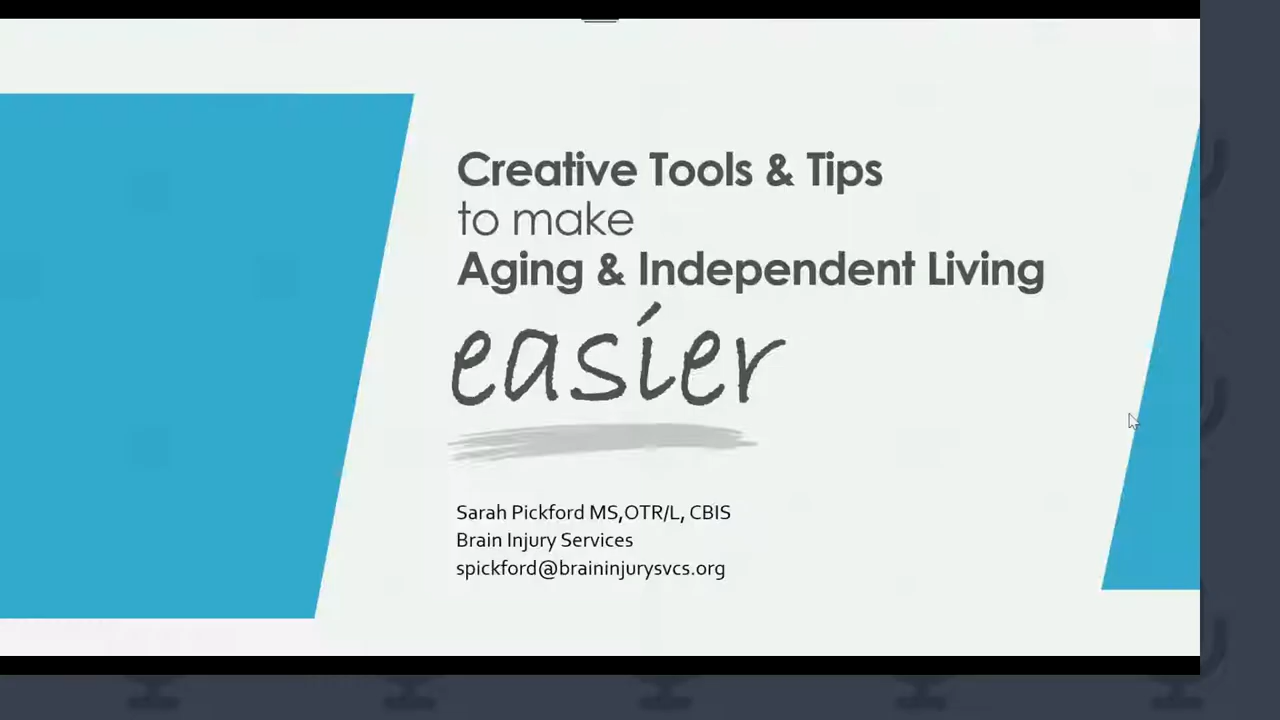 Creative Tools & Tips
to make
Aging & Independent Living
easier
Sarah Pickford MS,OTR/L, CBIS
Brain Injury Services
spickford@braininjurysvcs.org